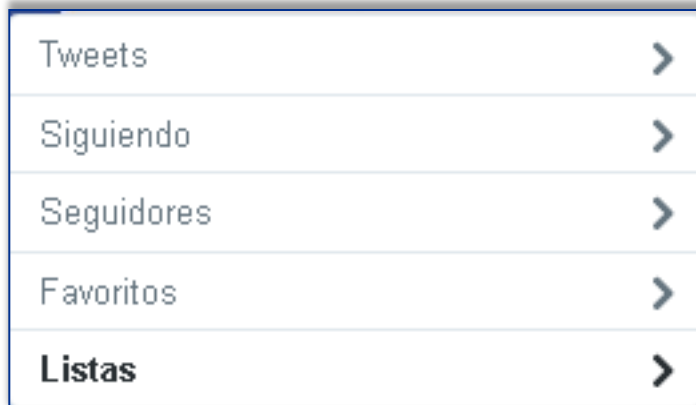 Tweets
Siguiendo
Seguidores
Favoritos
Listas